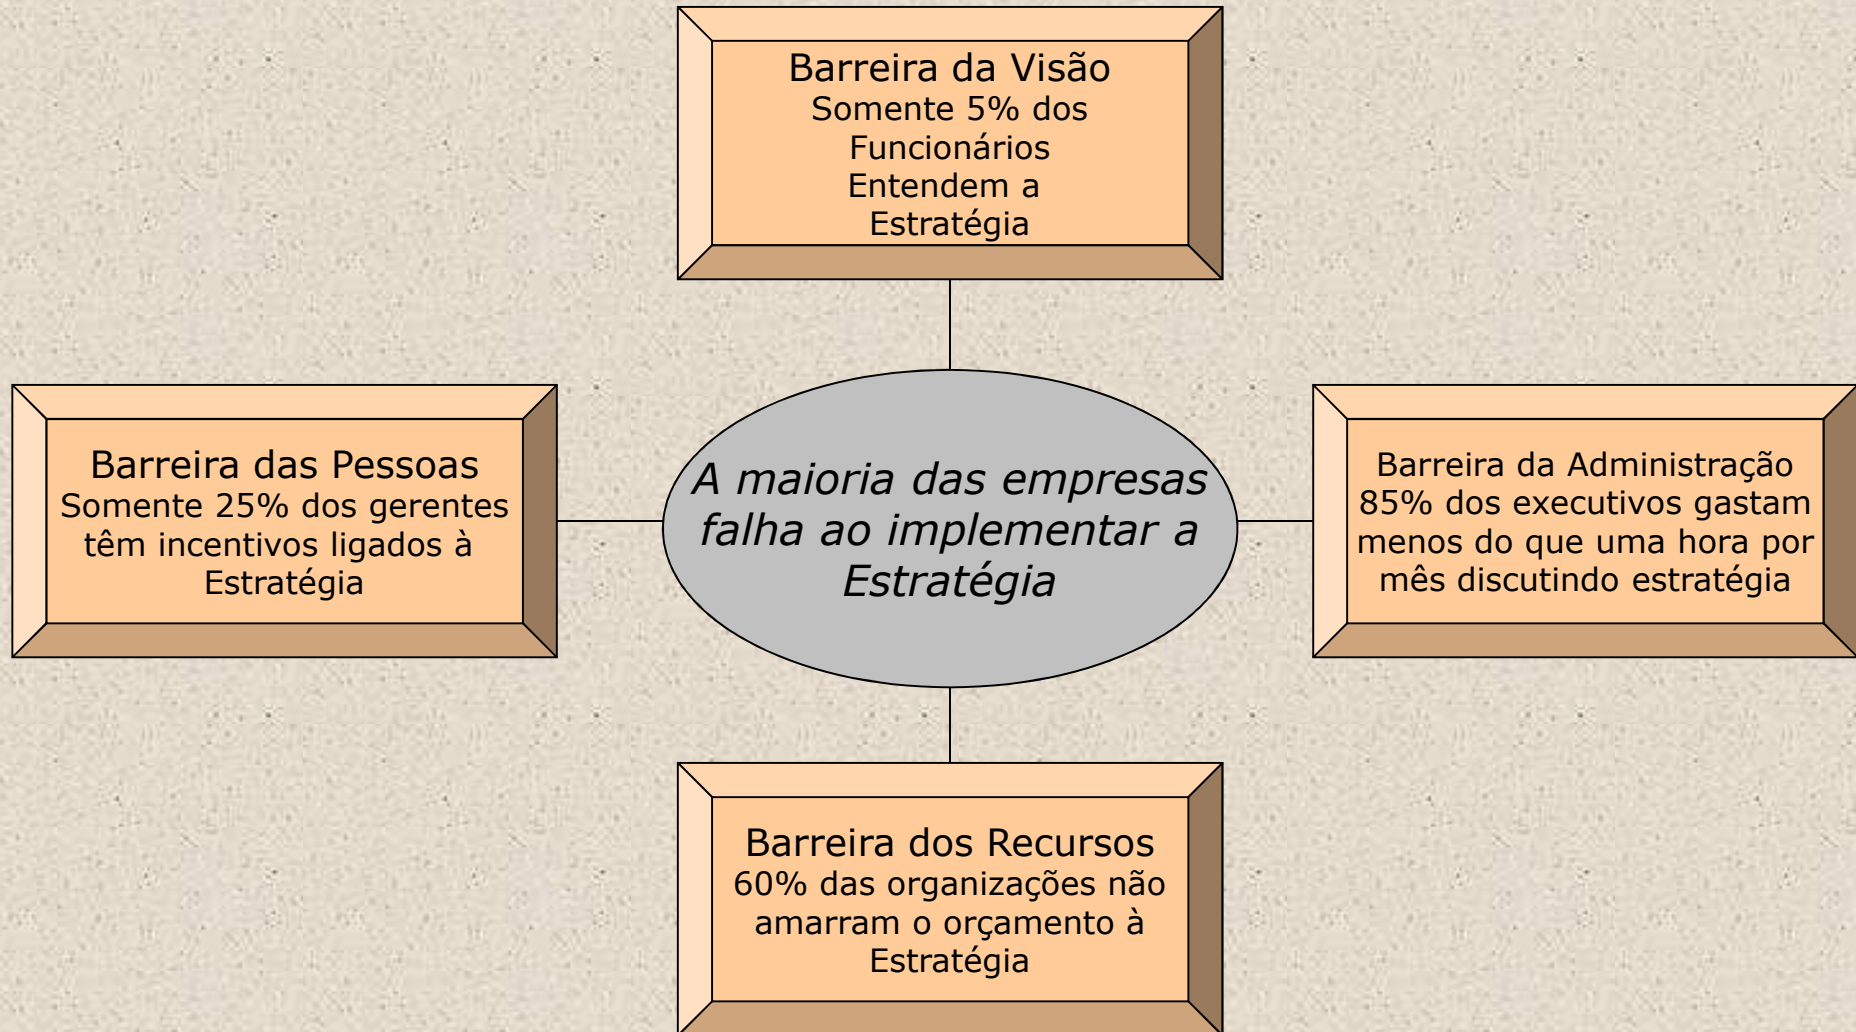 Barreira da Visão
Somente 5% dos
Funcionários
Entendem a
Estratégia
Barreira das Pessoas
Somente 25% dos gerentes
têm incentivos ligados à
Estratégia
A maioria das empresas
falha ao implementar a
Estratégia
Barreira da Administração
85% dos executivos gastam
menos do que uma hora por
mês discutindo estratégia
Barreira dos Recursos
60% das organizações não
amarram o orçamento à
Estratégia